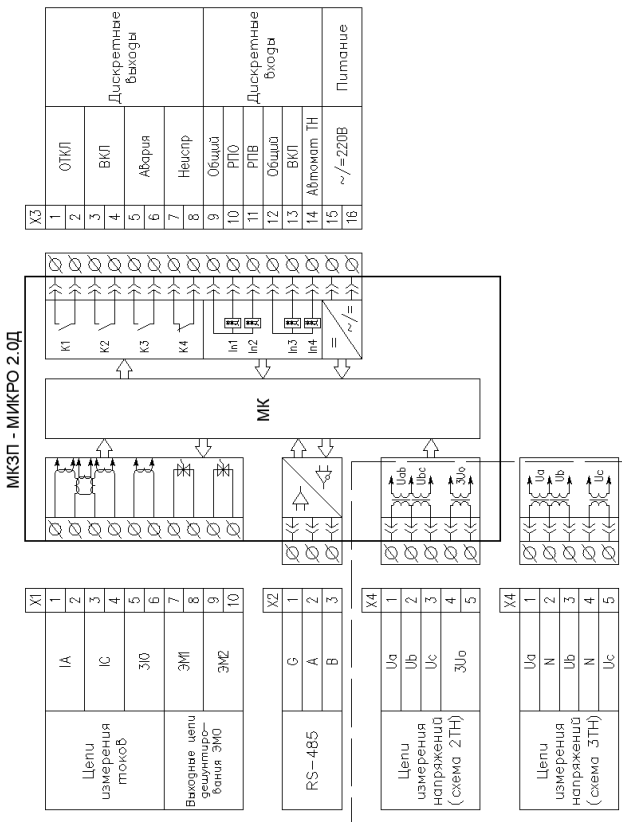 МКЗП - МИКРО 2.0Д
X3
1
2
3
4
5
6
7
8
9
10
11
12
13
14
15
16
ОТКЛ
ВКЛ
Авария
Неиспр
Общий
РПО
РПВ
Общий
ВКЛ
Автомат ТН
~/=220В
Дискретные
выходы
Дискретные
входы
Питание
К1
К2
К3
К4
In1
In2
In3
In4
=
~/=
МК
Uab
Ubc
3Uo
Ua
Ub
Uc
X1
1
2
3
4
5
6
7
8
9
10
IA
IC
3I0
ЭМ1
ЭМ2
Цепи
измерения
токов
Выходные цепи
дешунтиро-
вания ЭМО
X2
1
2
3
G
A
B
RS-485
X4
1
2
3
4
5
Ua
Ub
Uc
3Uo
Цепи
измерения
напряжений
(схема 2ТН)
X4
1
2
3
4
5
Ua
N
Ub
N
Uc
Цепи
измерения
напряжений
(схема 3ТН)